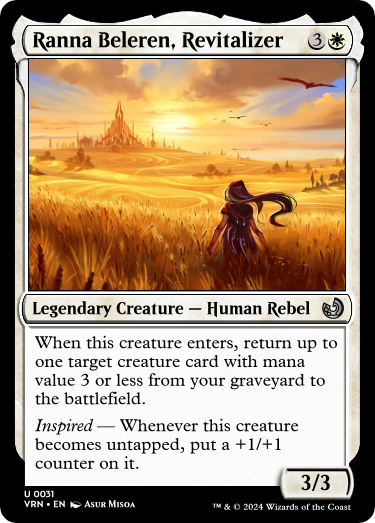 Ranna Beleren, Revitalizer 3
Legendary Creature — Human Rebel
When this creature enters, return up to
one target creature card with mana
value 3 or less from your graveyard to
the battlefield.
Inspired — Whenever this creature
becomes untapped, put a +1/+1
counter on it.
3/3
U 0031
VRN • EN Asur Misoa
™ & © 2024 Wizards of the Coast